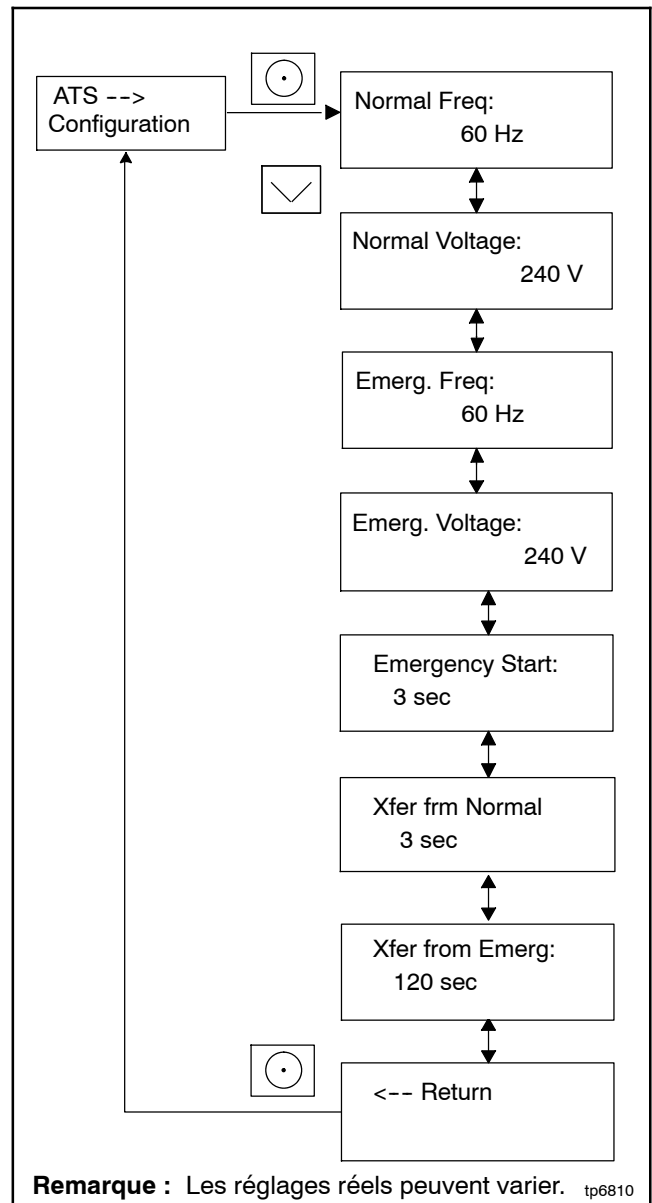 ATS -->
Configuration
Normal Freq:
60 Hz
Normal Voltage:
240 V
Emerg. Freq:
60 Hz
Emerg. Voltage:
240 V
Emergency Start:
3 sec
Xfer frm Normal
3 sec
Xfer from Emerg:
120 sec
<-- Return
Remarque : Les réglages réels peuvent varier. tp6810